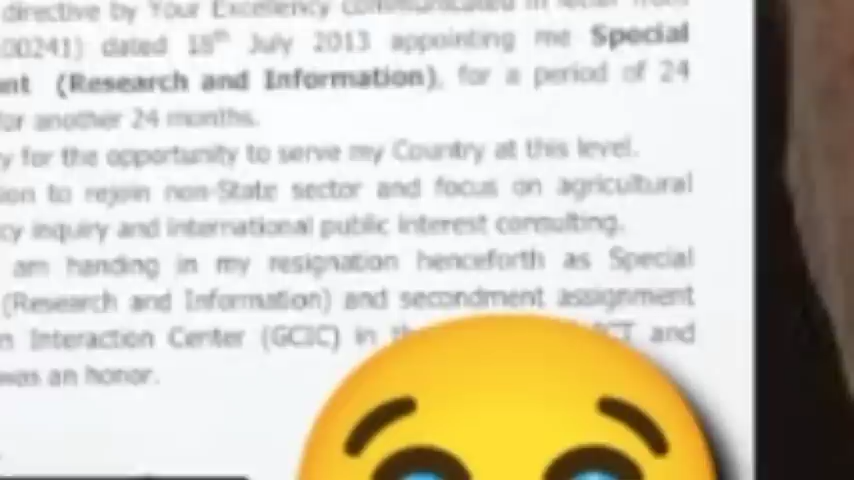 directive by Your Excellency communicated in letter from
00241) dated 18th July 2013 appointing me Special
nt (Research and Information), for a period of 24
for another 24 months.
y for the opportunity to serve my Country at this level.
ion to rejoin non-State sector and focus on agricultural
cy inquiry and international public interest consulting.
am handing in my resignation henceforth as Special
(Research and Information) and secondment assignment
n Interaction Center (GCIC) in ICT and
was an honor.